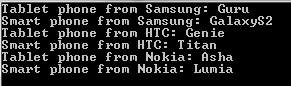 Tablet phone from Samsung: Guru
Smart phone from Samsung: GalaxyS2
Tablet phone from HTC: Genie
Smart phone from HTC: Titan
Tablet phone from Nokia: Asha
Smart phone from Nokia: Lumia